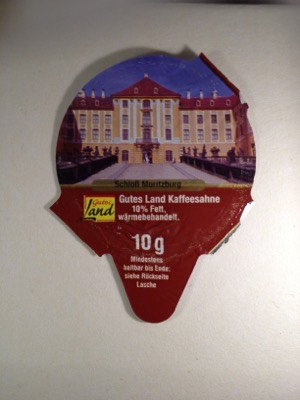 Schloß Moritzburg
Gutes
Land
Gutes Land Kaffeesahne
10% Fett,
wärmebehandelt.
10 g
Mindestens
haltbar bis Ende:
siehe Rückseite
Lasche